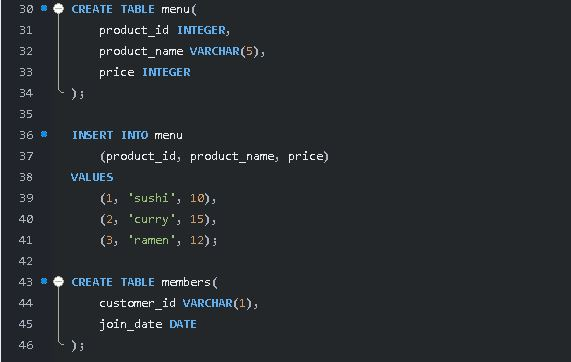 30 CREATE TABLE menu(
31 product_id INTEGER,
32 product_name VARCHAR(5),
33 price INTEGER
34 );
35
36 INSERT INTO menu
37 (product_id, product_name, price)
38 VALUES
39 (1, 'sushi', 10),
40 (2, 'curry', 15),
41 (3, 'ramen', 12);
42
43 CREATE TABLE members(
44 customer_id VARCHAR(1),
45 join_date DATE
46 );